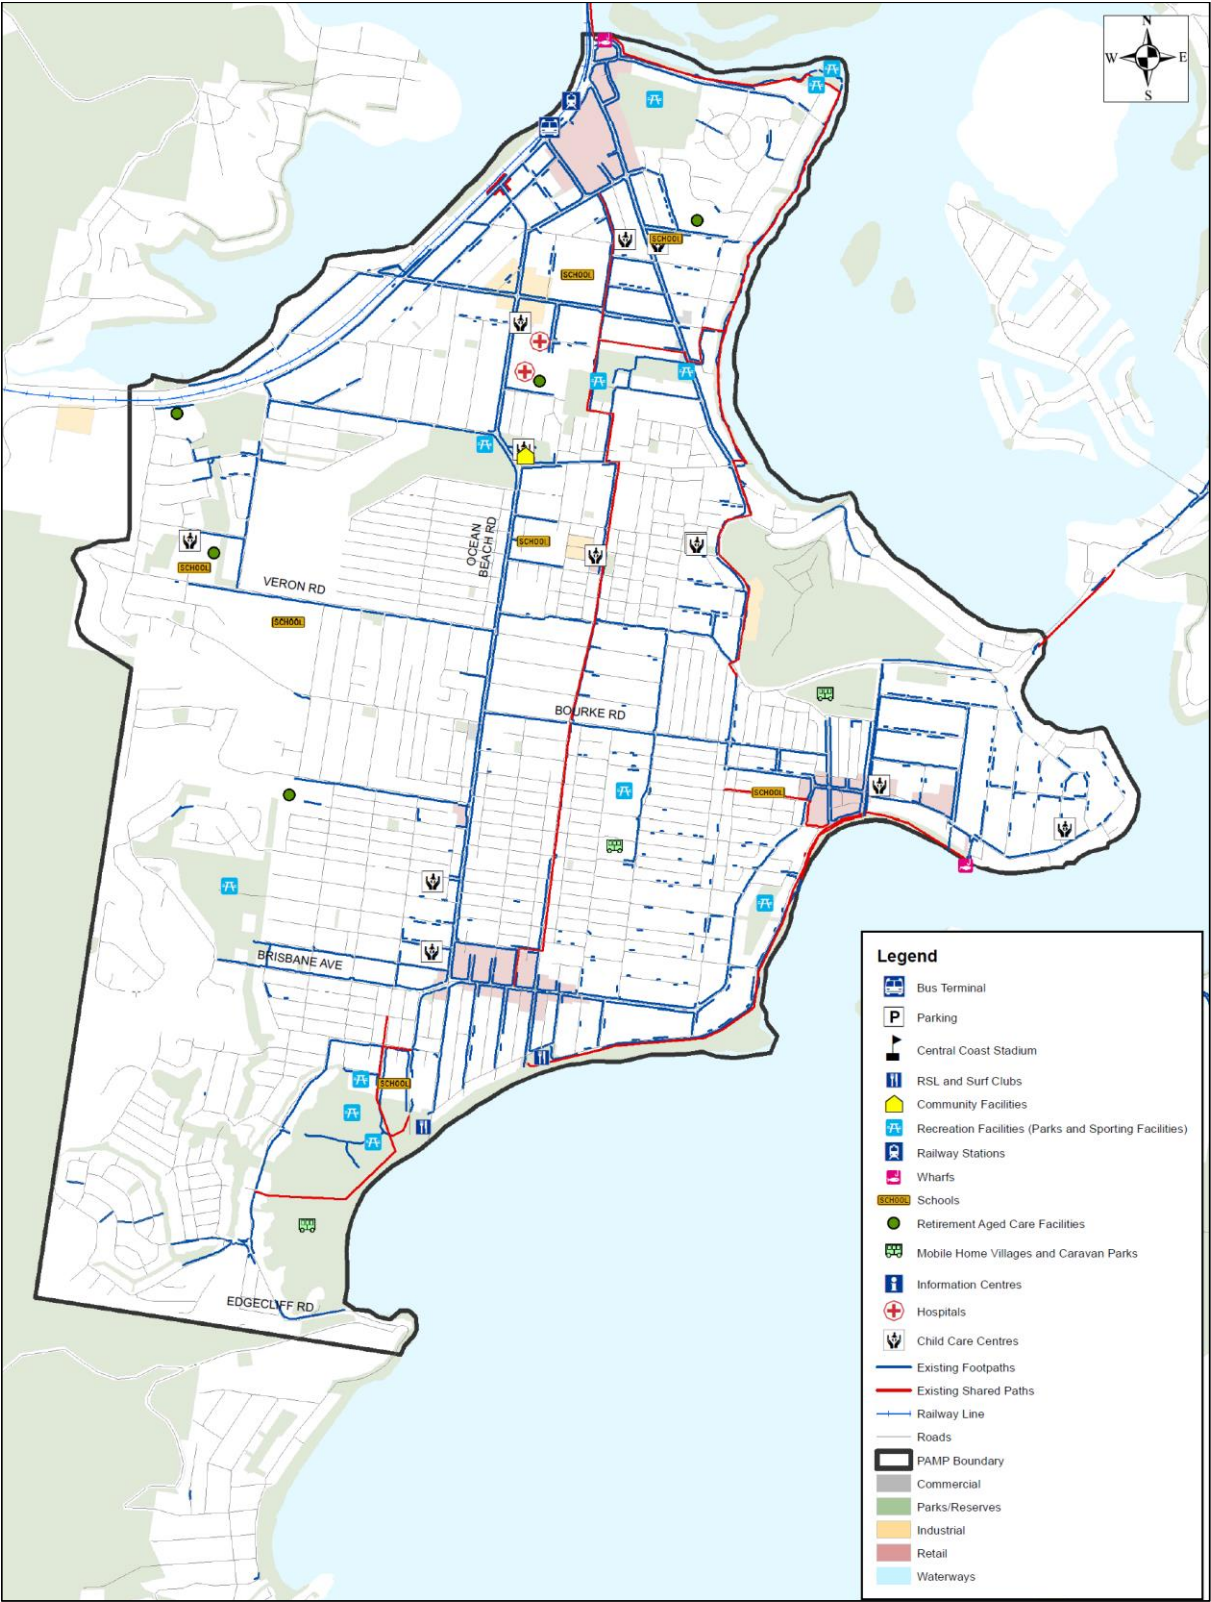 N
W E
S
SCHOOL
SCHOOL
OCEAN
BEACH RD
SCHOOL
SCHOOL
VERON RD
SCHOOL
BOURKE RD
SCHOOL
BRISBANE AVE
SCHOOL
EDGECLIFF RD
Legend
Bus Terminal
P Parking
Central Coast Stadium
RSL and Surf Clubs
Community Facilities
Recreation Facilities (Parks and Sporting Facilities)
Railway Stations
Wharfs
SCHOOL Schools
Retirement Aged Care Facilities
Mobile Home Villages and Caravan Parks
i Information Centres
Hospitals
Child Care Centres
Existing Footpaths
Existing Shared Paths
Railway Line
Roads
PAMP Boundary
Commercial
Parks/Reserves
Industrial
Retail
Waterways